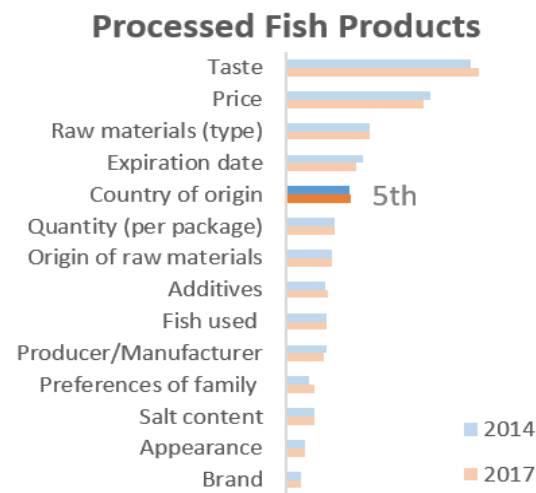 Processed Fish Products
Taste
Price
Raw materials (type)
Expiration date
Country of origin 5th
Quantity (per package)
Origin of raw materials
Additives
Fish used
Producer/Manufacturer
Preferences of family
Salt content
2014
Appearance
2017
Brand